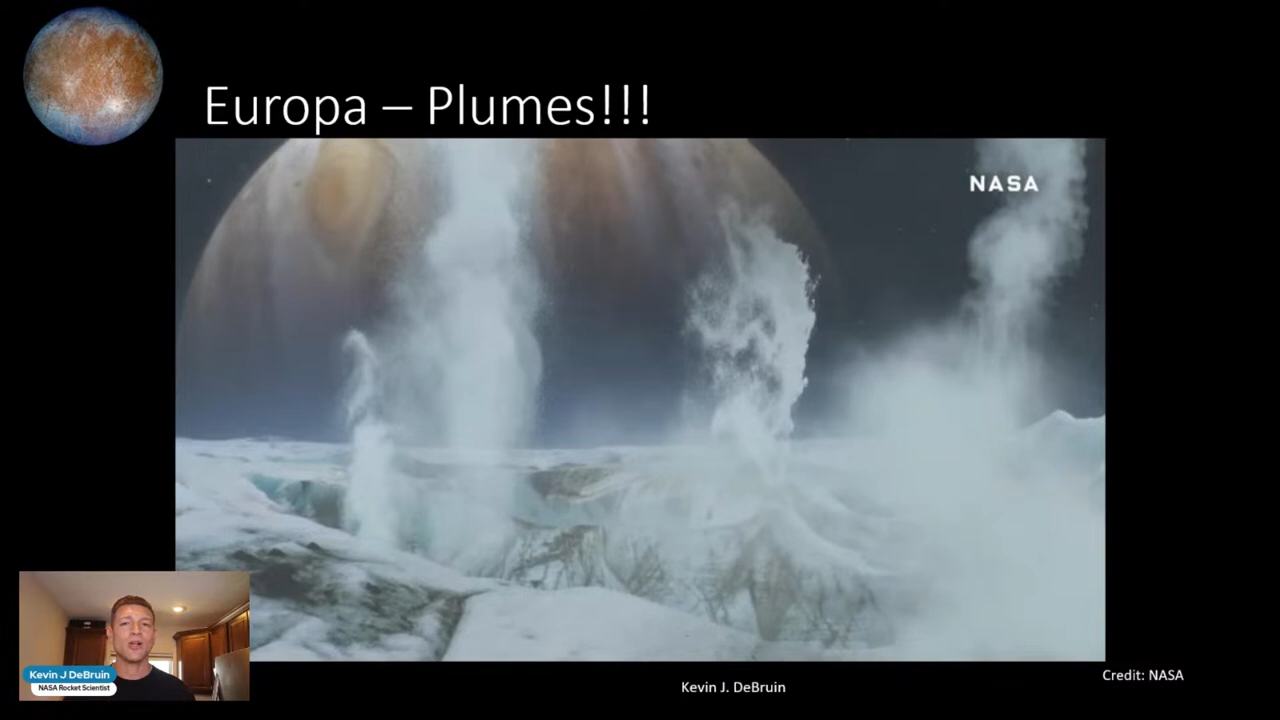 Europa – Plumes!!!
NASA
Kevin J DeBruin
NASA Rocket Scientist
Kevin J. DeBruin
Credit: NASA